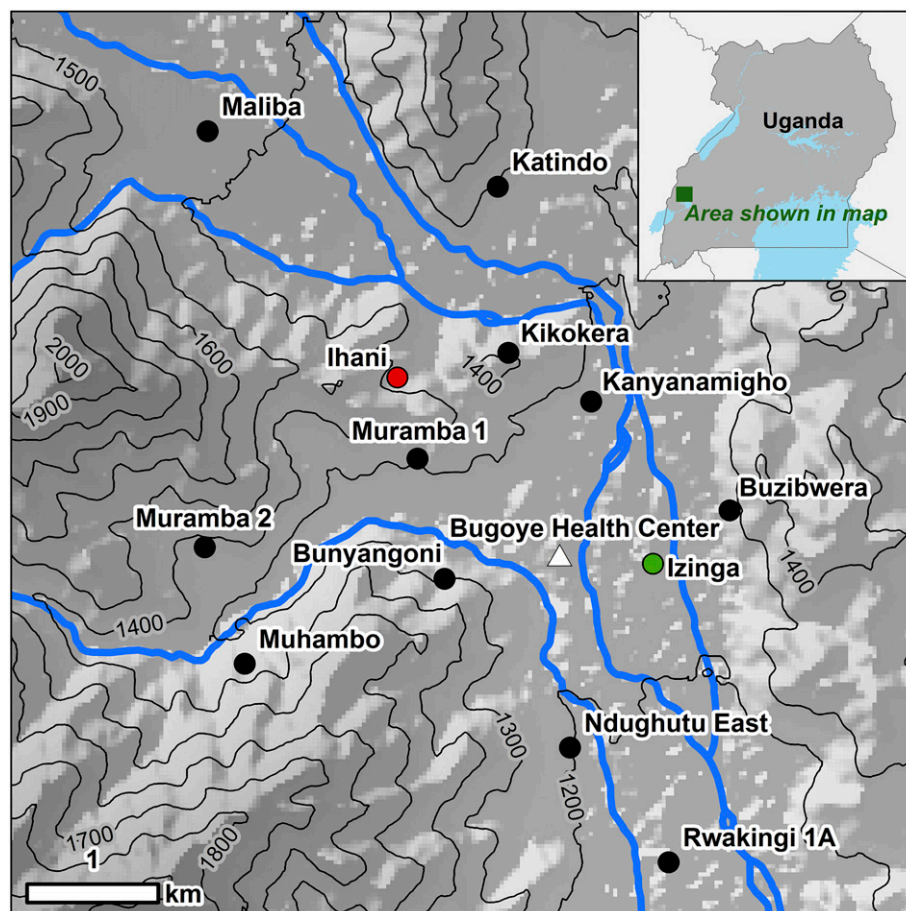 1500
Maliba
Katindo
Uganda
Area shown in map
Kikokera
Ihani
1400
1600
2000
1900
Kanyanamigho
Muramba 1
Buzibwera
Muramba 2
Bugoye Health Center
Bunyangoni
Izinga
1400
1400
Muhambo
Ndughutu East
1300
1200
1700
1800
Rwakingi 1A
1
km